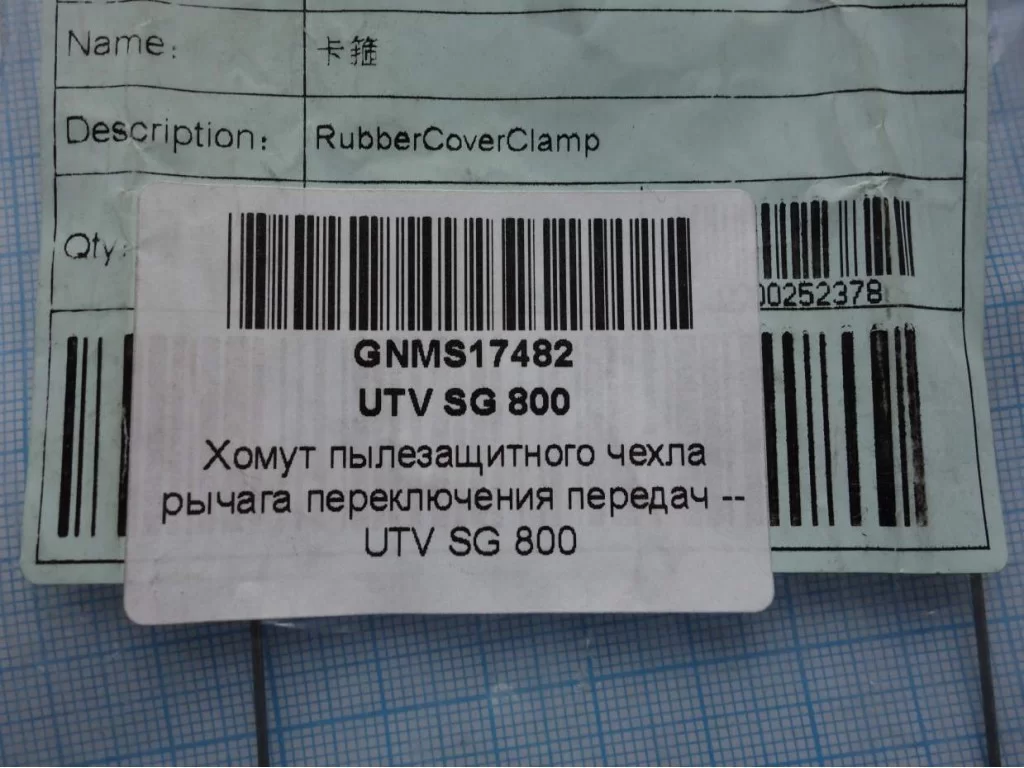 Name: 卡箍
Description: RubberCoverClamp
Qty:
00252378
GNMS17482
UTV SG 800
Хомут пылезащитного чехла
рычага переключения передач --
UTV SG 800